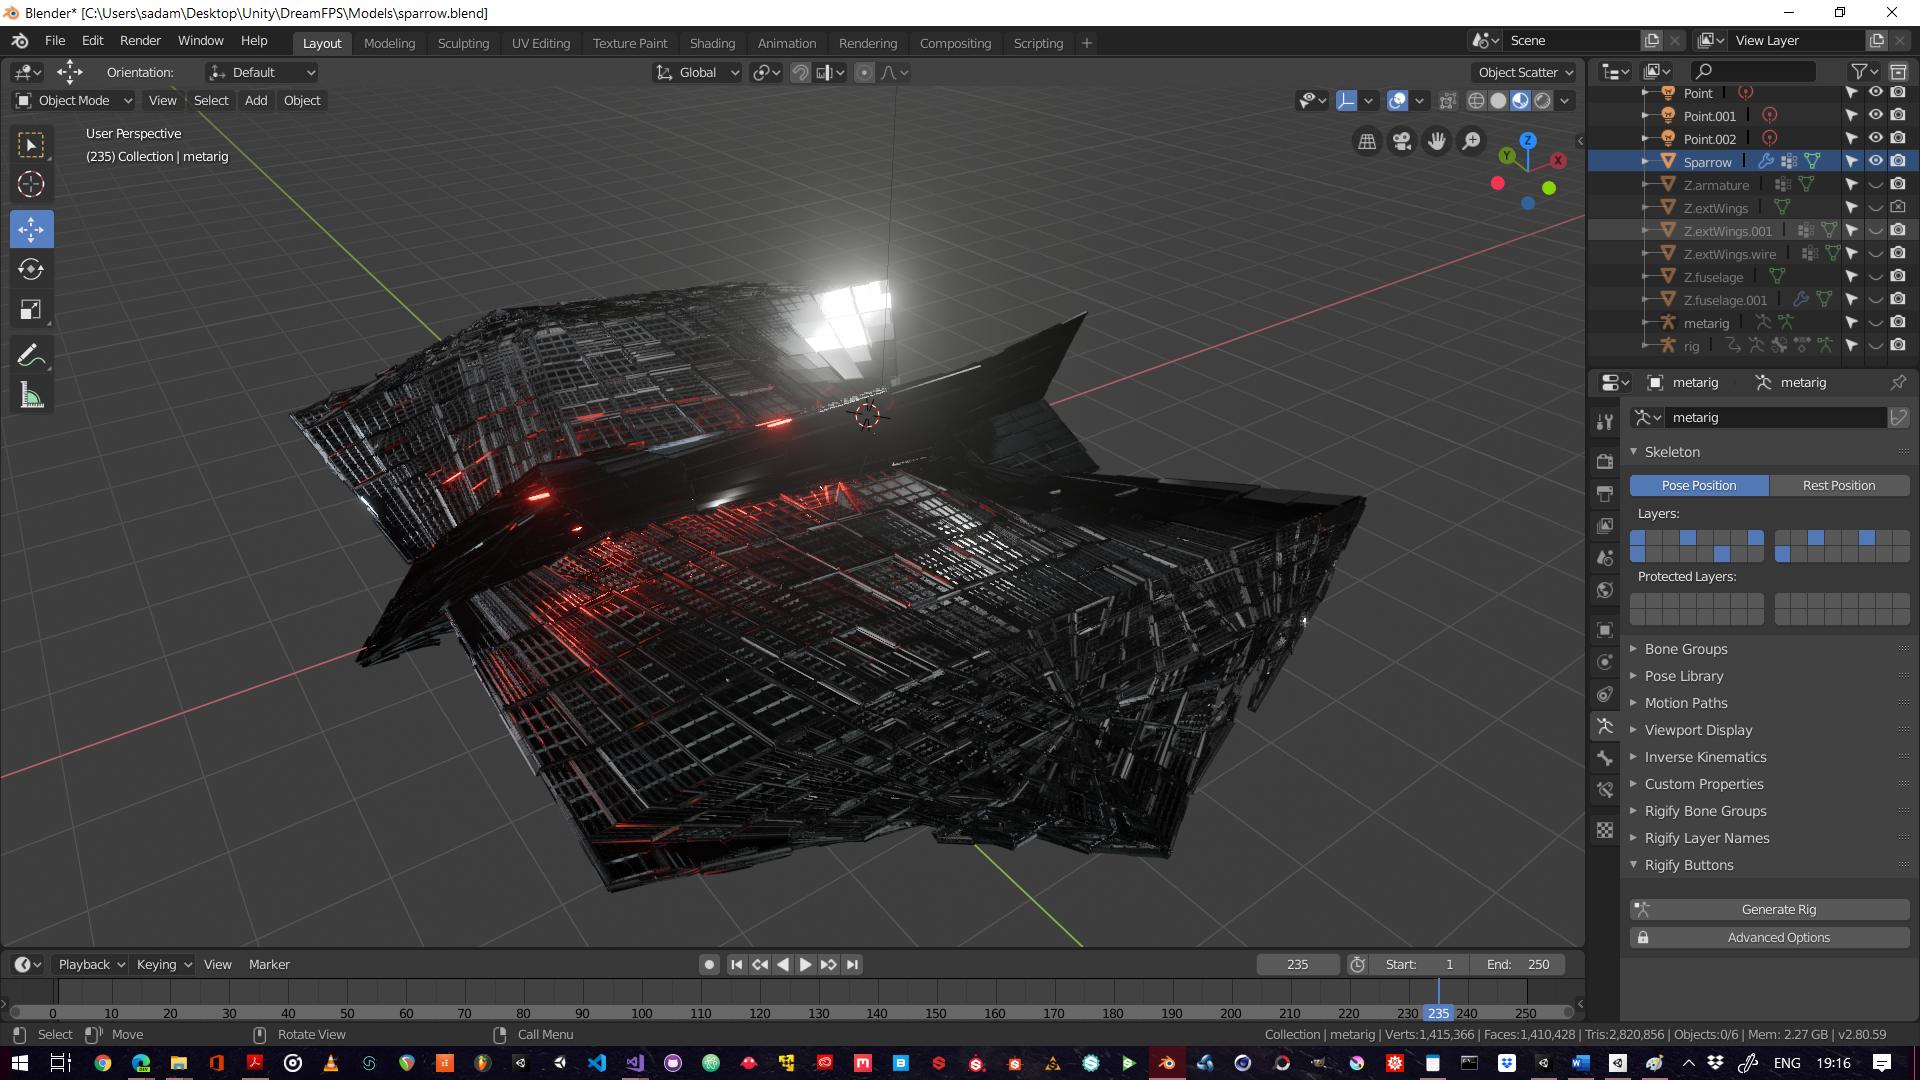 Blender* [C:\Users\sadam\Desktop\Unity\DreamFPS\Models\sparrow.blend]
File Edit Render Window Help Layout Modeling Sculpting UV Editing Texture Paint Shading Animation Rendering Compositing Scripting + Scene View Layer
Orientation: Default Global Object Scatter
Object Mode View Select Add Object
User Perspective
(235) Collection | metarig
Z
Y
X
Point
Point.001
Point.002
Sparrow
Z.armature
Z.extWings
Z.extWings.001
Z.extWings.wire
Z.fuselage
Z.fuselage.001
metarig
rig
metarig metarig
metarig
Skeleton
Pose Position Rest Position
Layers:
Protected Layers:
Bone Groups
Pose Library
Motion Paths
Viewport Display
Inverse Kinematics
Custom Properties
Rigify Bone Groups
Rigify Layer Names
Rigify Buttons
Generate Rig
Advanced Options
Playback Keying View Marker 235 Start: 1 End: 250
0 10 20 30 40 50 60 70 80 90 100 110 120 130 140 150 160 170 180 190 200 210 220 230 235 240 250
Select Move Rotate View Call Menu Collection | metarig | Verts:1,415,366 | Faces:1,410,428 | Tris:2,820,856 | Objects:0/6 | Mem: 2.27 GB | v2.80.59
ENG 19:16